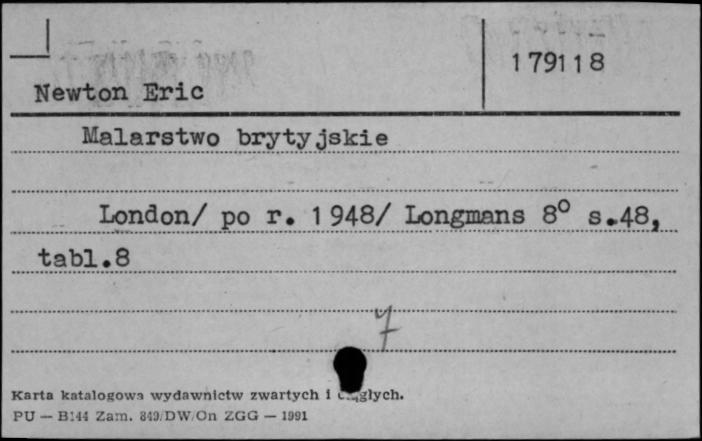 179118
Newton Eric
Malarstwo brytyjskie
London/ po r. 1948/ Longmans 8° s.48,
tabl.8
7
Karta katalogowa wydawnictw zwartych i ciągłych.
PU — B144 Zam. 849/DW/On ZGG — 1991